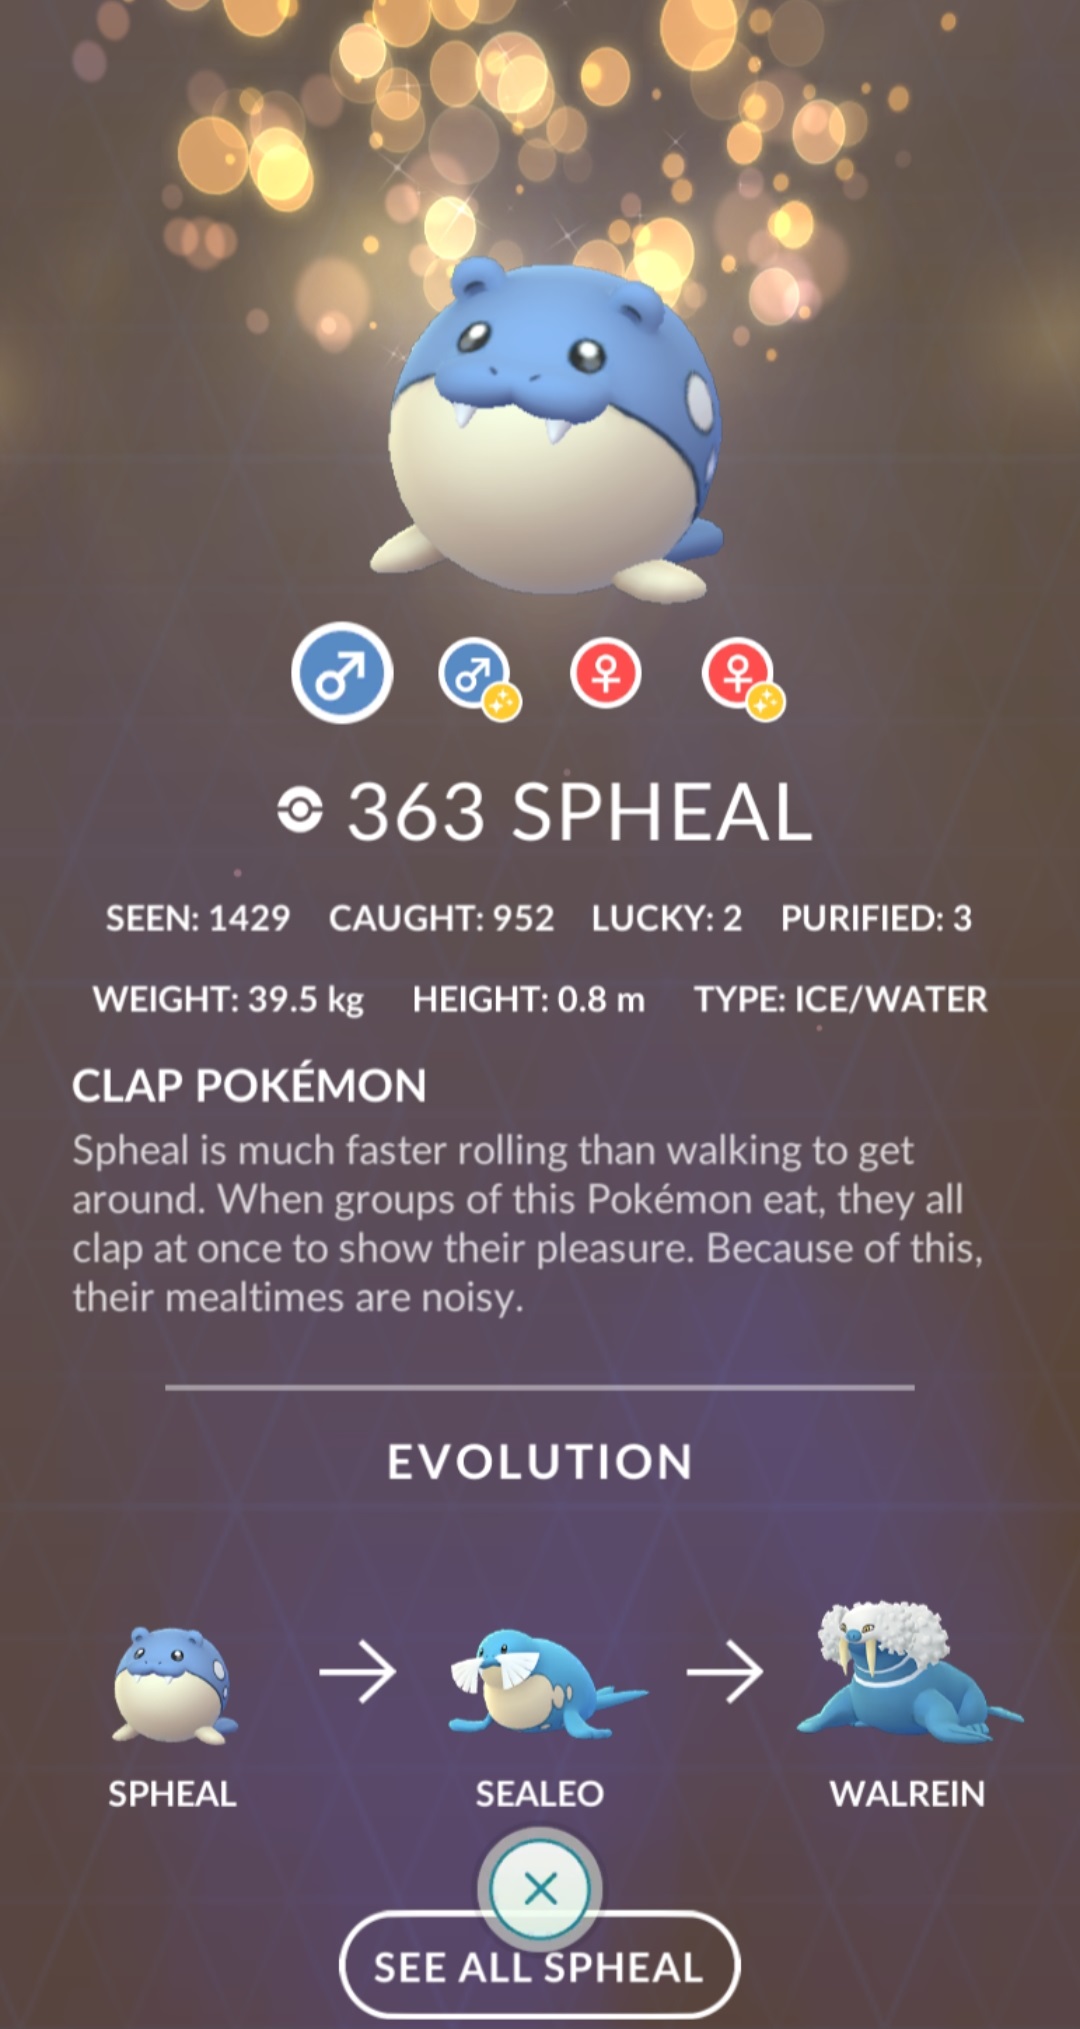 363 SPHEAL
SEEN: 1429 CAUGHT: 952 LUCKY: 2 PURIFIED: 3
WEIGHT: 39.5 kg HEIGHT: 0.8 m TYPE: ICE/WATER
CLAP POKÉMON
Spheal is much faster rolling than walking to get
around. When groups of this Pokémon eat, they all
clap at once to show their pleasure. Because of this,
their mealtimes are noisy.
EVOLUTION
SPHEAL SEALEO WALREIN
SEE ALL SPHEAL